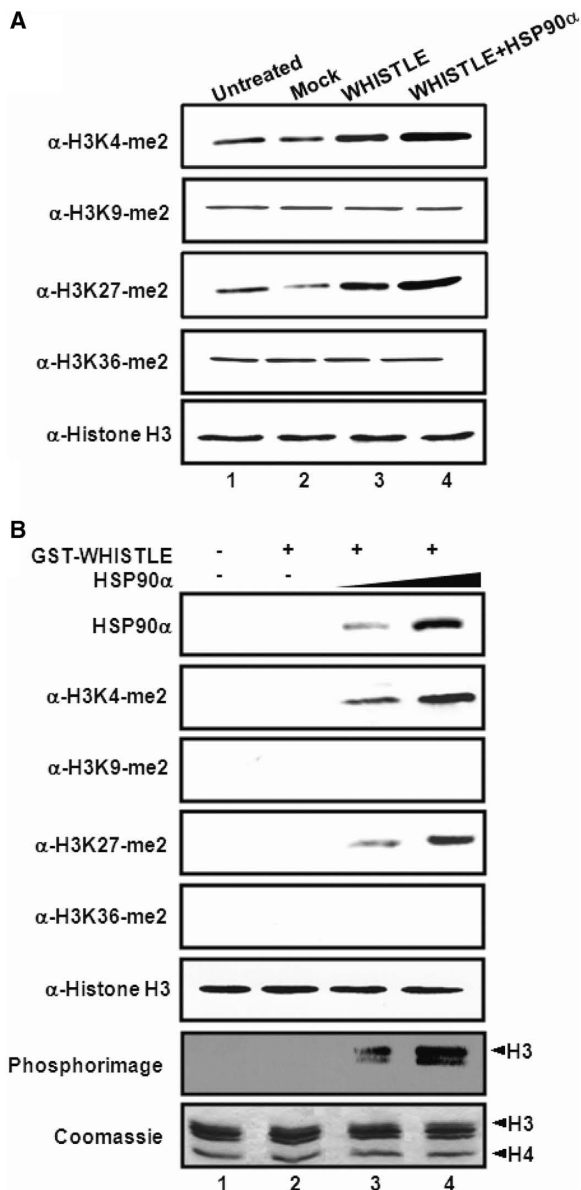 A
Untreated Mock WHISTLE WHISTLE+HSP90α
α-H3K4-me2
α-H3K9-me2
α-H3K27-me2
α-H3K36-me2
α-Histone H3
1 2 3 4
B
GST-WHISTLE - + + +
HSP90α - -
HSP90α
α-H3K4-me2
α-H3K9-me2
α-H3K27-me2
α-H3K36-me2
α-Histone H3
Phosphorimage H3
Coomassie H3
H4
1 2 3 4